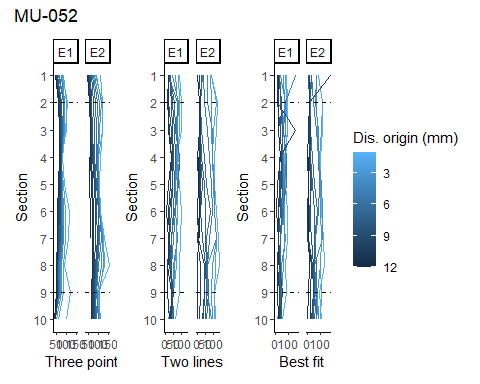 MU-052
E1 E2 E1 E2 E1 E2
1 1 1
2 2 2
3 3 3
4 4 4
5 5 5
6 6 6
7 7 7
8 8 8
9 9 9
10 10 10
Section Section Section
0100 0100
Three point Two lines Best fit
Dis. origin (mm)
3
6
9
12